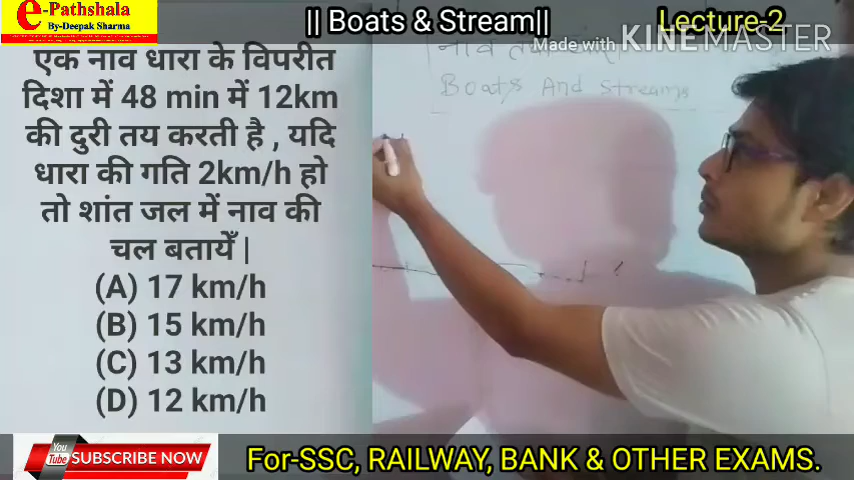 e-Pathshala
By-Deepak Sharma
|| Boats & Stream||
Lecture-2
Made with KINEMASTER
एक नाव धारा के विपरीत
दिशा में 48 min में 12km
की दुरी तय करती है , यदि
धारा की गति 2km/h हो
तो शांत जल में नाव की
चल बतायेँ |
(A) 17 km/h
(B) 15 km/h
(C) 13 km/h
(D) 12 km/h
नाव
Boats And Streams
You
Tube
SUBSCRIBE NOW
For-SSC, RAILWAY, BANK & OTHER EXAMS.